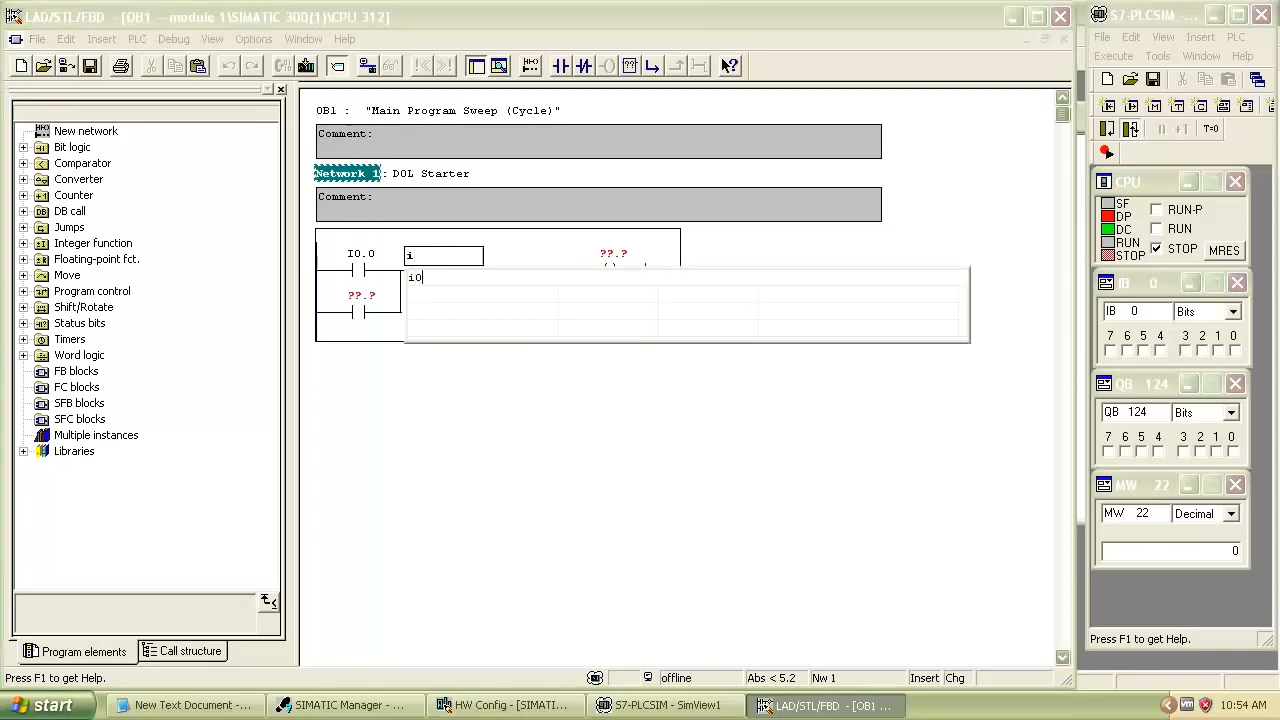 LAD/STL/FBD - [OB1 --module 1\SIMATIC 300(1)\CPU 312]
File Edit Insert PLC Debug View Options Window Help
New network
Bit logic
Comparator
Converter
Counter
DB call
Jumps
Integer function
Floating-point fct.
Move
Program control
Shift/Rotate
Status bits
Timers
Word logic
FB blocks
FC blocks
SFB blocks
SFC blocks
Multiple instances
Libraries
Program elements
Call structure
OB1 : "Main Program Sweep (Cycle)"
Comment:
Network 1: DOL Starter
Comment:
I0.0
i
??.?
i0
??.?
Press F1 to get Help.
offline
Abs < 5.2
Nw 1
Insert
Chg
S7-PLCSIM - ...
File Edit View Insert PLC
Execute Tools Window Help
+1
T=0
CPU
SF
DP
DC
RUN
STOP
RUN-P
RUN
STOP
MRES
IB 0
IB 0 Bits
7 6 5 4 3 2 1 0
QB 124
QB 124 Bits
7 6 5 4 3 2 1 0
MW 22
MW 22 Decimal
0
Press F1 to get Help.
start
New Text Document -...
SIMATIC Manager - ...
HW Config - [SIMATI...
S7-PLCSIM - SimView1
LAD/STL/FBD - [OB1 ...
10:54 AM